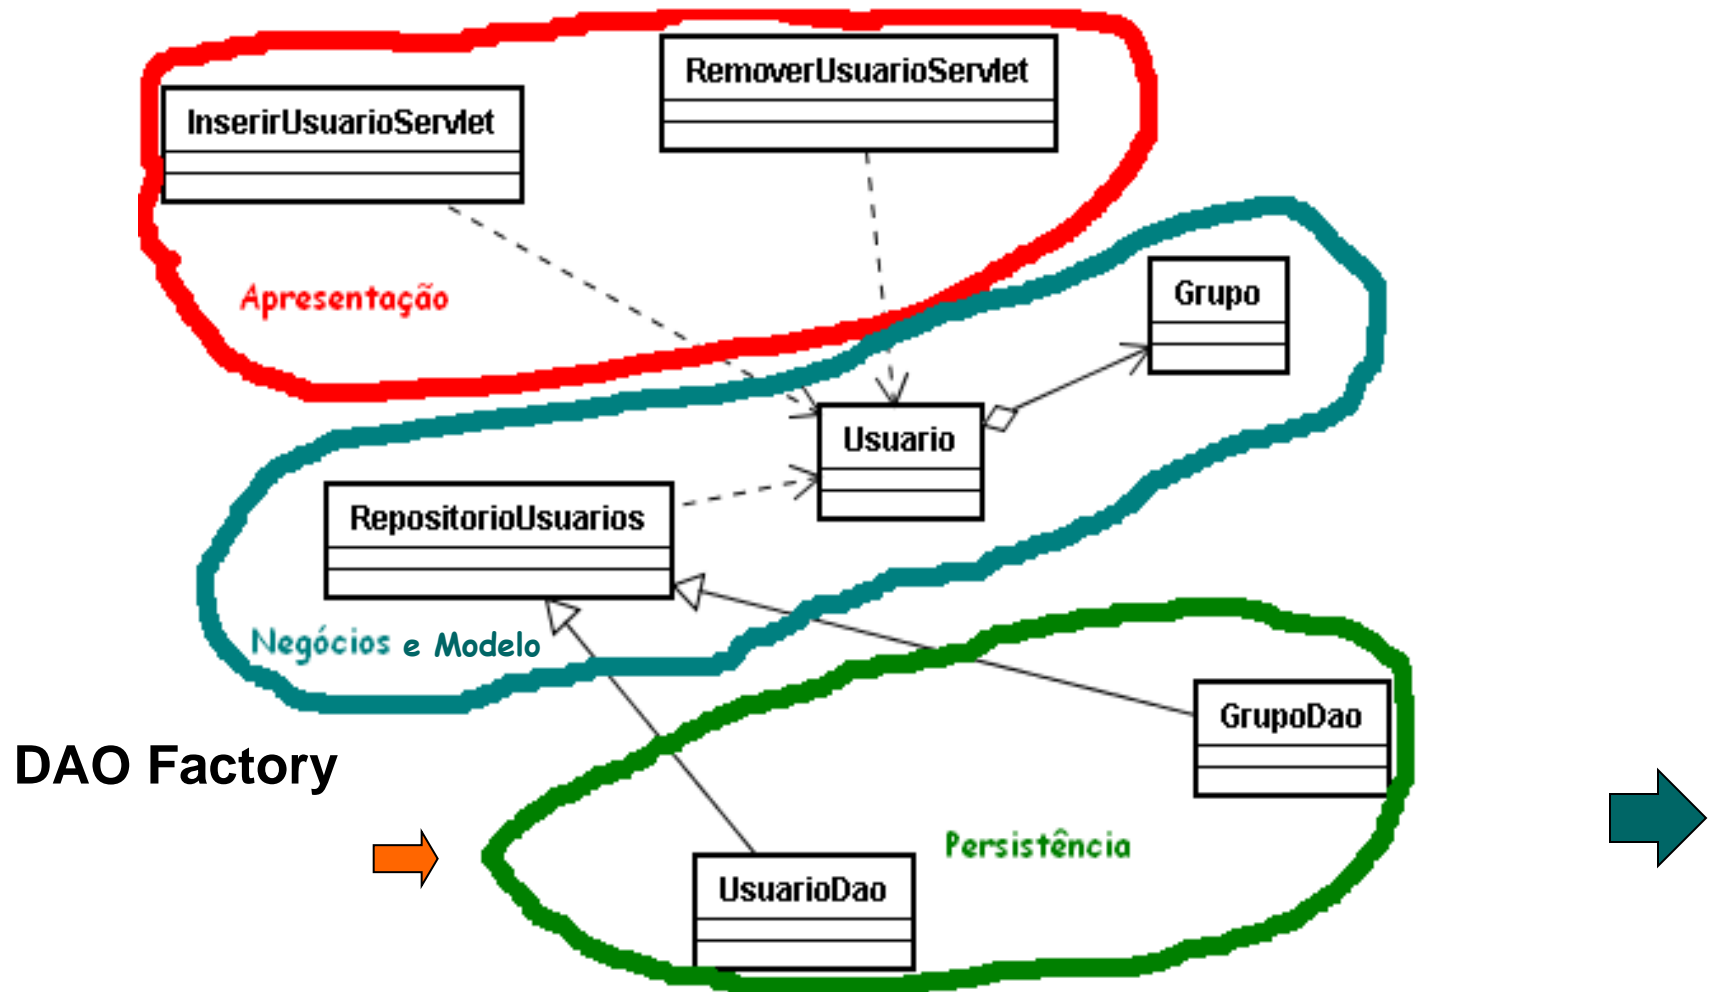 RemoverUsuarioServlet
InserirUsuarioServlet
Apresentação
Grupo
Usuario
RepositorioUsuarios
Negócios e Modelo
GrupoDao
DAO Factory
Persistência
UsuarioDao